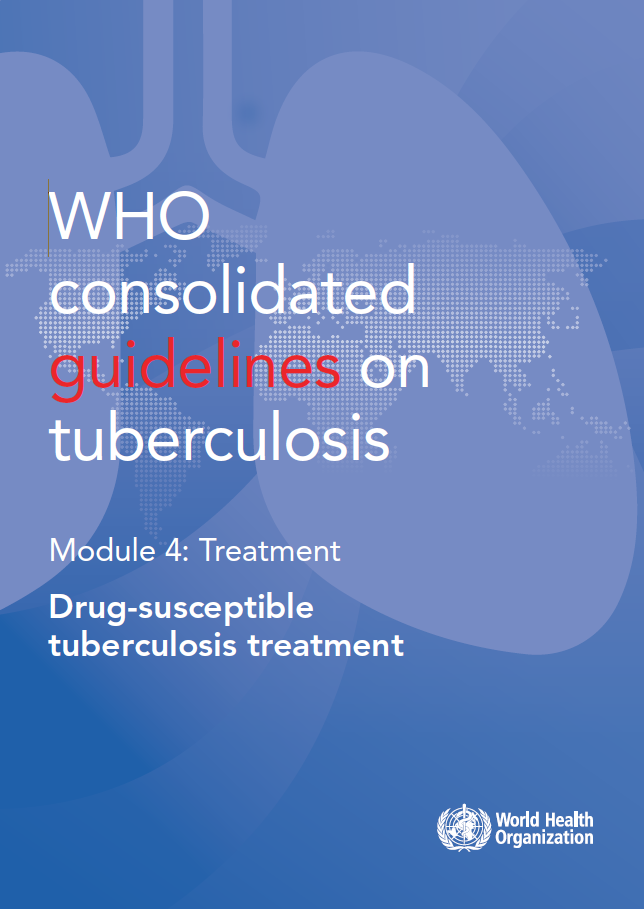 WHO
consolidated
guidelines on
tuberculosis
Module 4: Treatment
Drug-susceptible
tuberculosis treatment
World Health
Organization